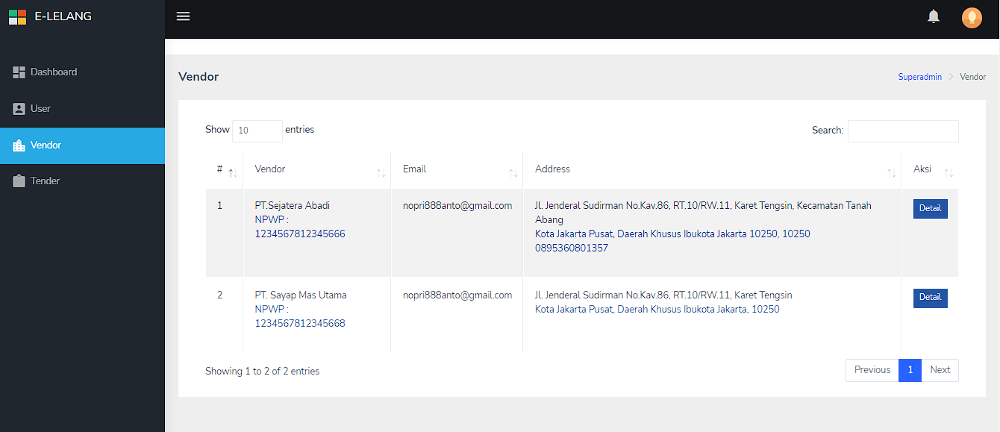 E-LELANG
Dashboard
User
Vendor
Tender
Vendor
Superadmin > Vendor
Show 10 entries
Search:
# Vendor Email Address Aksi
1 PT.Sejatera Abadi nopri888anto@gmail.com Jl. Jenderal Sudirman No.Kav.86, RT.10/RW.11, Karet Tengsin, Kecamatan Tanah Detail
NPWP : Abang
1234567812345666 Kota Jakarta Pusat, Daerah Khusus Ibukota Jakarta 10250, 10250
0895360801357
2 PT. Sayap Mas Utama nopri888anto@gmail.com Jl. Jenderal Sudirman No.Kav.86, RT.10/RW.11, Karet Tengsin Detail
NPWP : Kota Jakarta Pusat, Daerah Khusus Ibukota Jakarta, 10250
1234567812345668
Showing 1 to 2 of 2 entries
Previous 1 Next